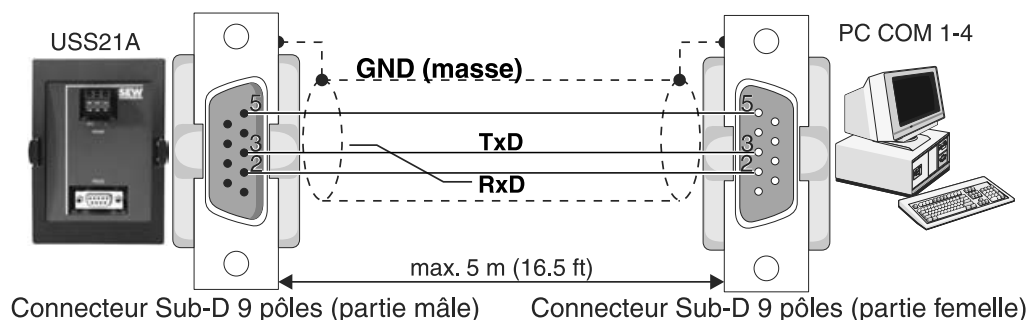 USS21A
PC COM 1-4
GND (masse)
SEW
5
5
TxD
3
3
2
2
RxD
max. 5 m (16.5 ft)
Connecteur Sub-D 9 pôles (partie mâle)
Connecteur Sub-D 9 pôles (partie femelle)